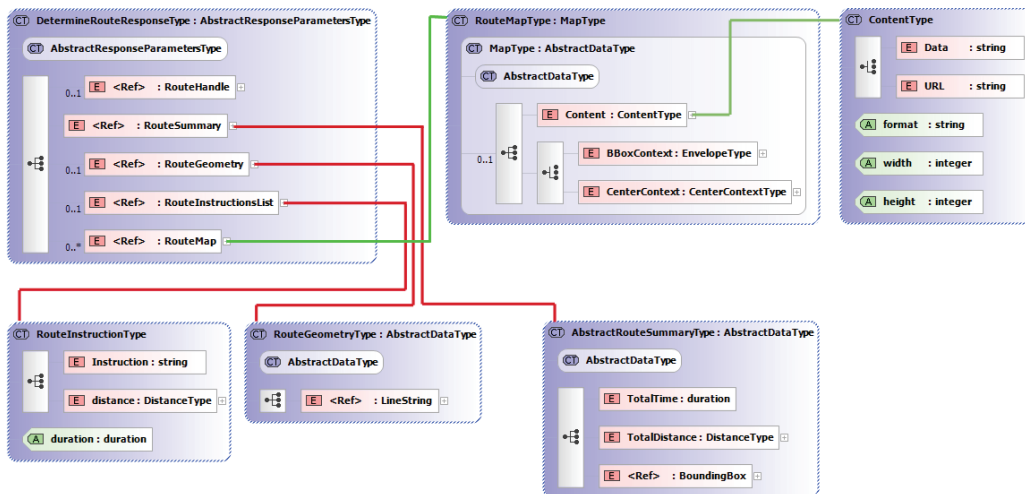 CT DetermineRouteResponseType : AbstractResponseParametersType
CT AbstractResponseParametersType
0..1 E <Ref> : RouteHandle
E <Ref> : RouteSummary
0..1 E <Ref> : RouteGeometry
0..1 E <Ref> : RouteInstructionsList
0..* E <Ref> : RouteMap
CT RouteMapType : MapType
CT MapType : AbstractDataType
CT AbstractDataType
E Content : ContentType
0..1
E BBoxContext : EnvelopeType
E CenterContext : CenterContextType
CT ContentType
E Data : string
E URL : string
A format : string
A width : integer
A height : integer
CT RouteInstructionType
E Instruction : string
E distance : DistanceType
A duration : duration
CT RouteGeometryType : AbstractDataType
CT AbstractDataType
E <Ref> : LineString
CT AbstractRouteSummaryType : AbstractDataType
CT AbstractDataType
E TotalTime : duration
E TotalDistance : DistanceType
E <Ref> : BoundingBox